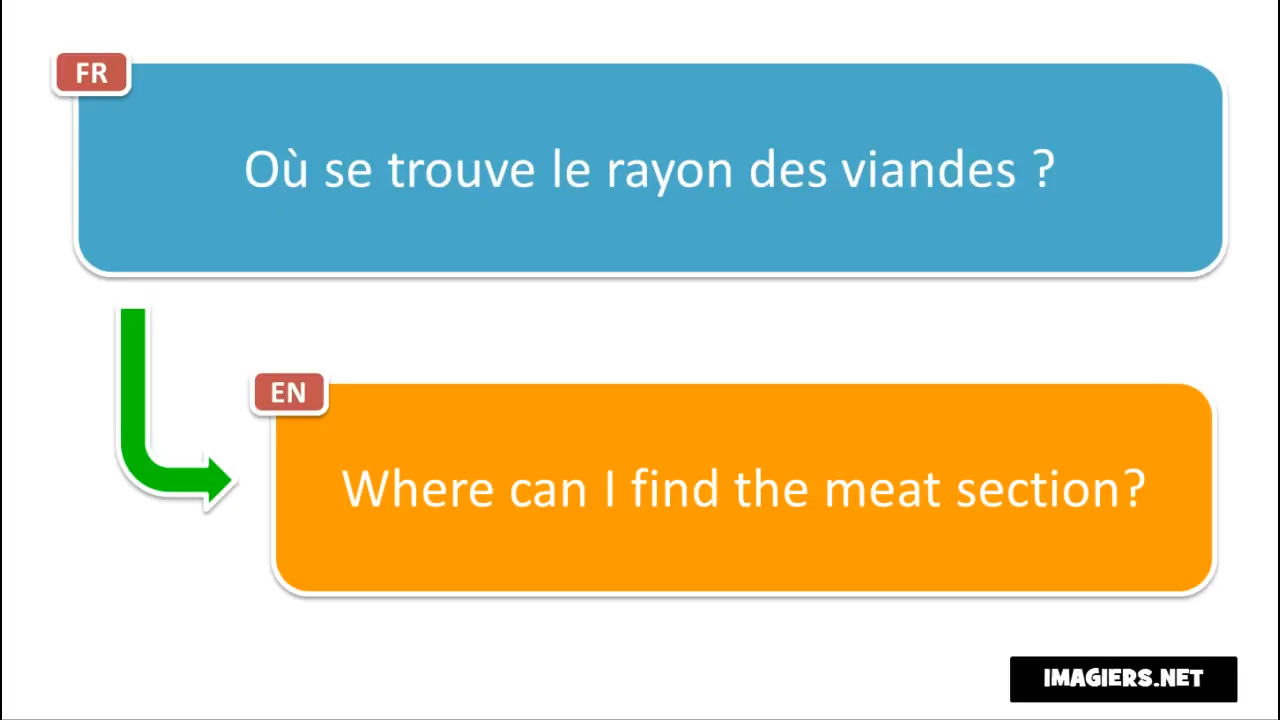 FR
Où se trouve le rayon des viandes ?
EN
Where can I find the meat section?
IMAGIERS.NET